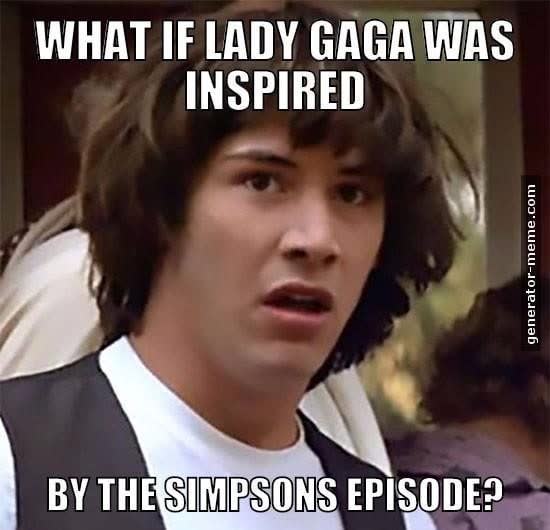 WHAT IF LADY GAGA WAS
INSPIRED
generator-meme.com
BY THE SIMPSONS EPISODE?